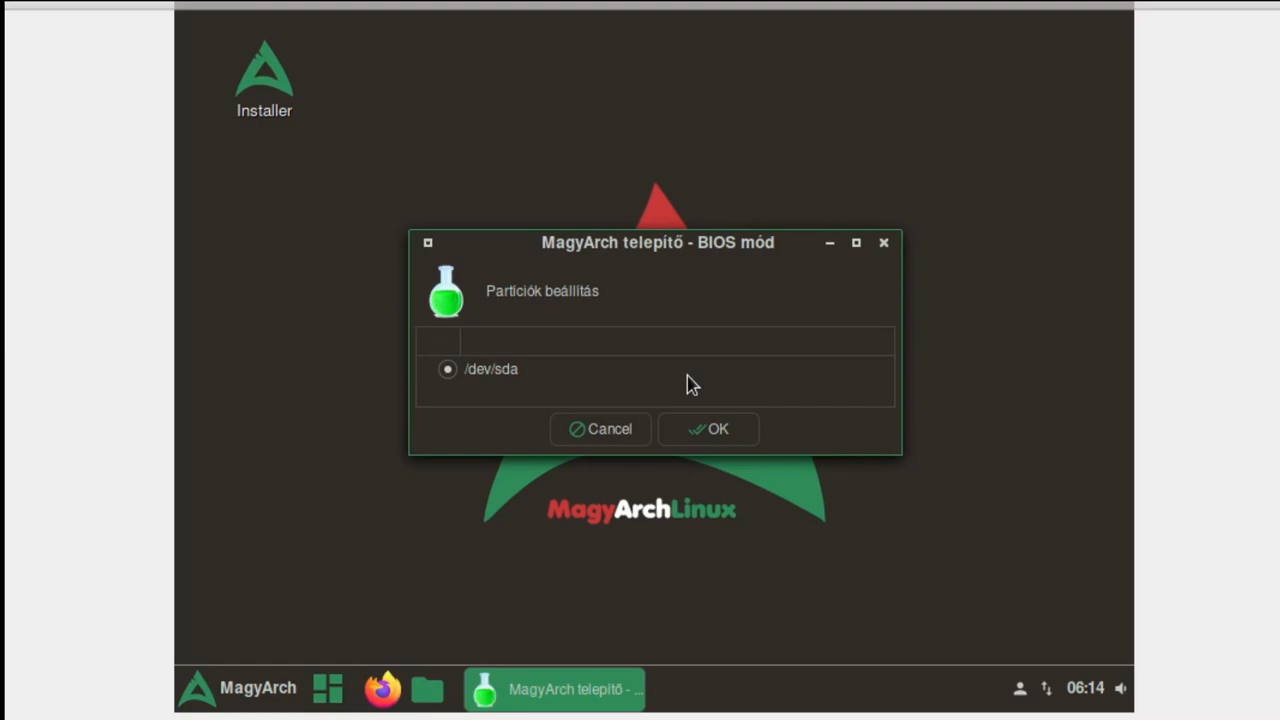 Installer
MagyArch telepítő - BIOS mód
Partíciók beállítás
/dev/sda
Cancel
OK
MagyArchLinux
MagyArch
MagyArch telepítő - ...
06:14